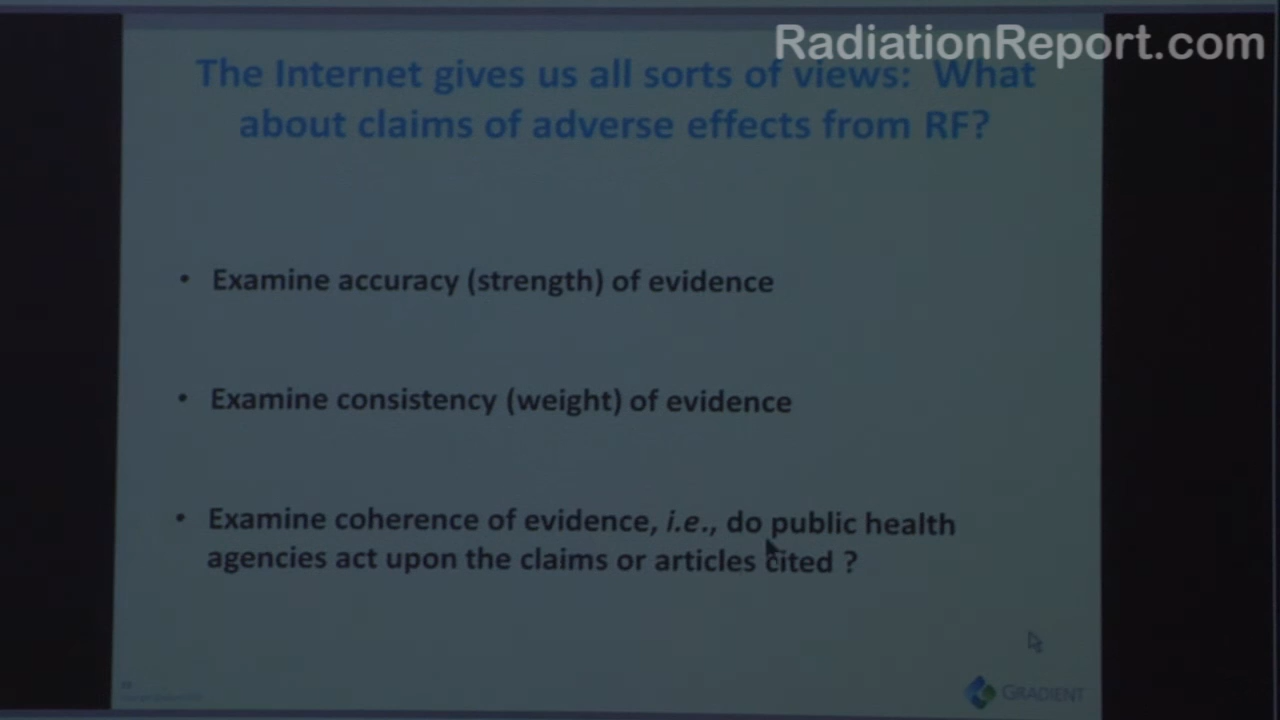 RadiationReport.com
The Internet gives us all sorts of views: What
about claims of adverse effects from RF?
• Examine accuracy (strength) of evidence
• Examine consistency (weight) of evidence
• Examine coherence of evidence, i.e., do public health
agencies act upon the claims or articles cited ?
GRADIENT